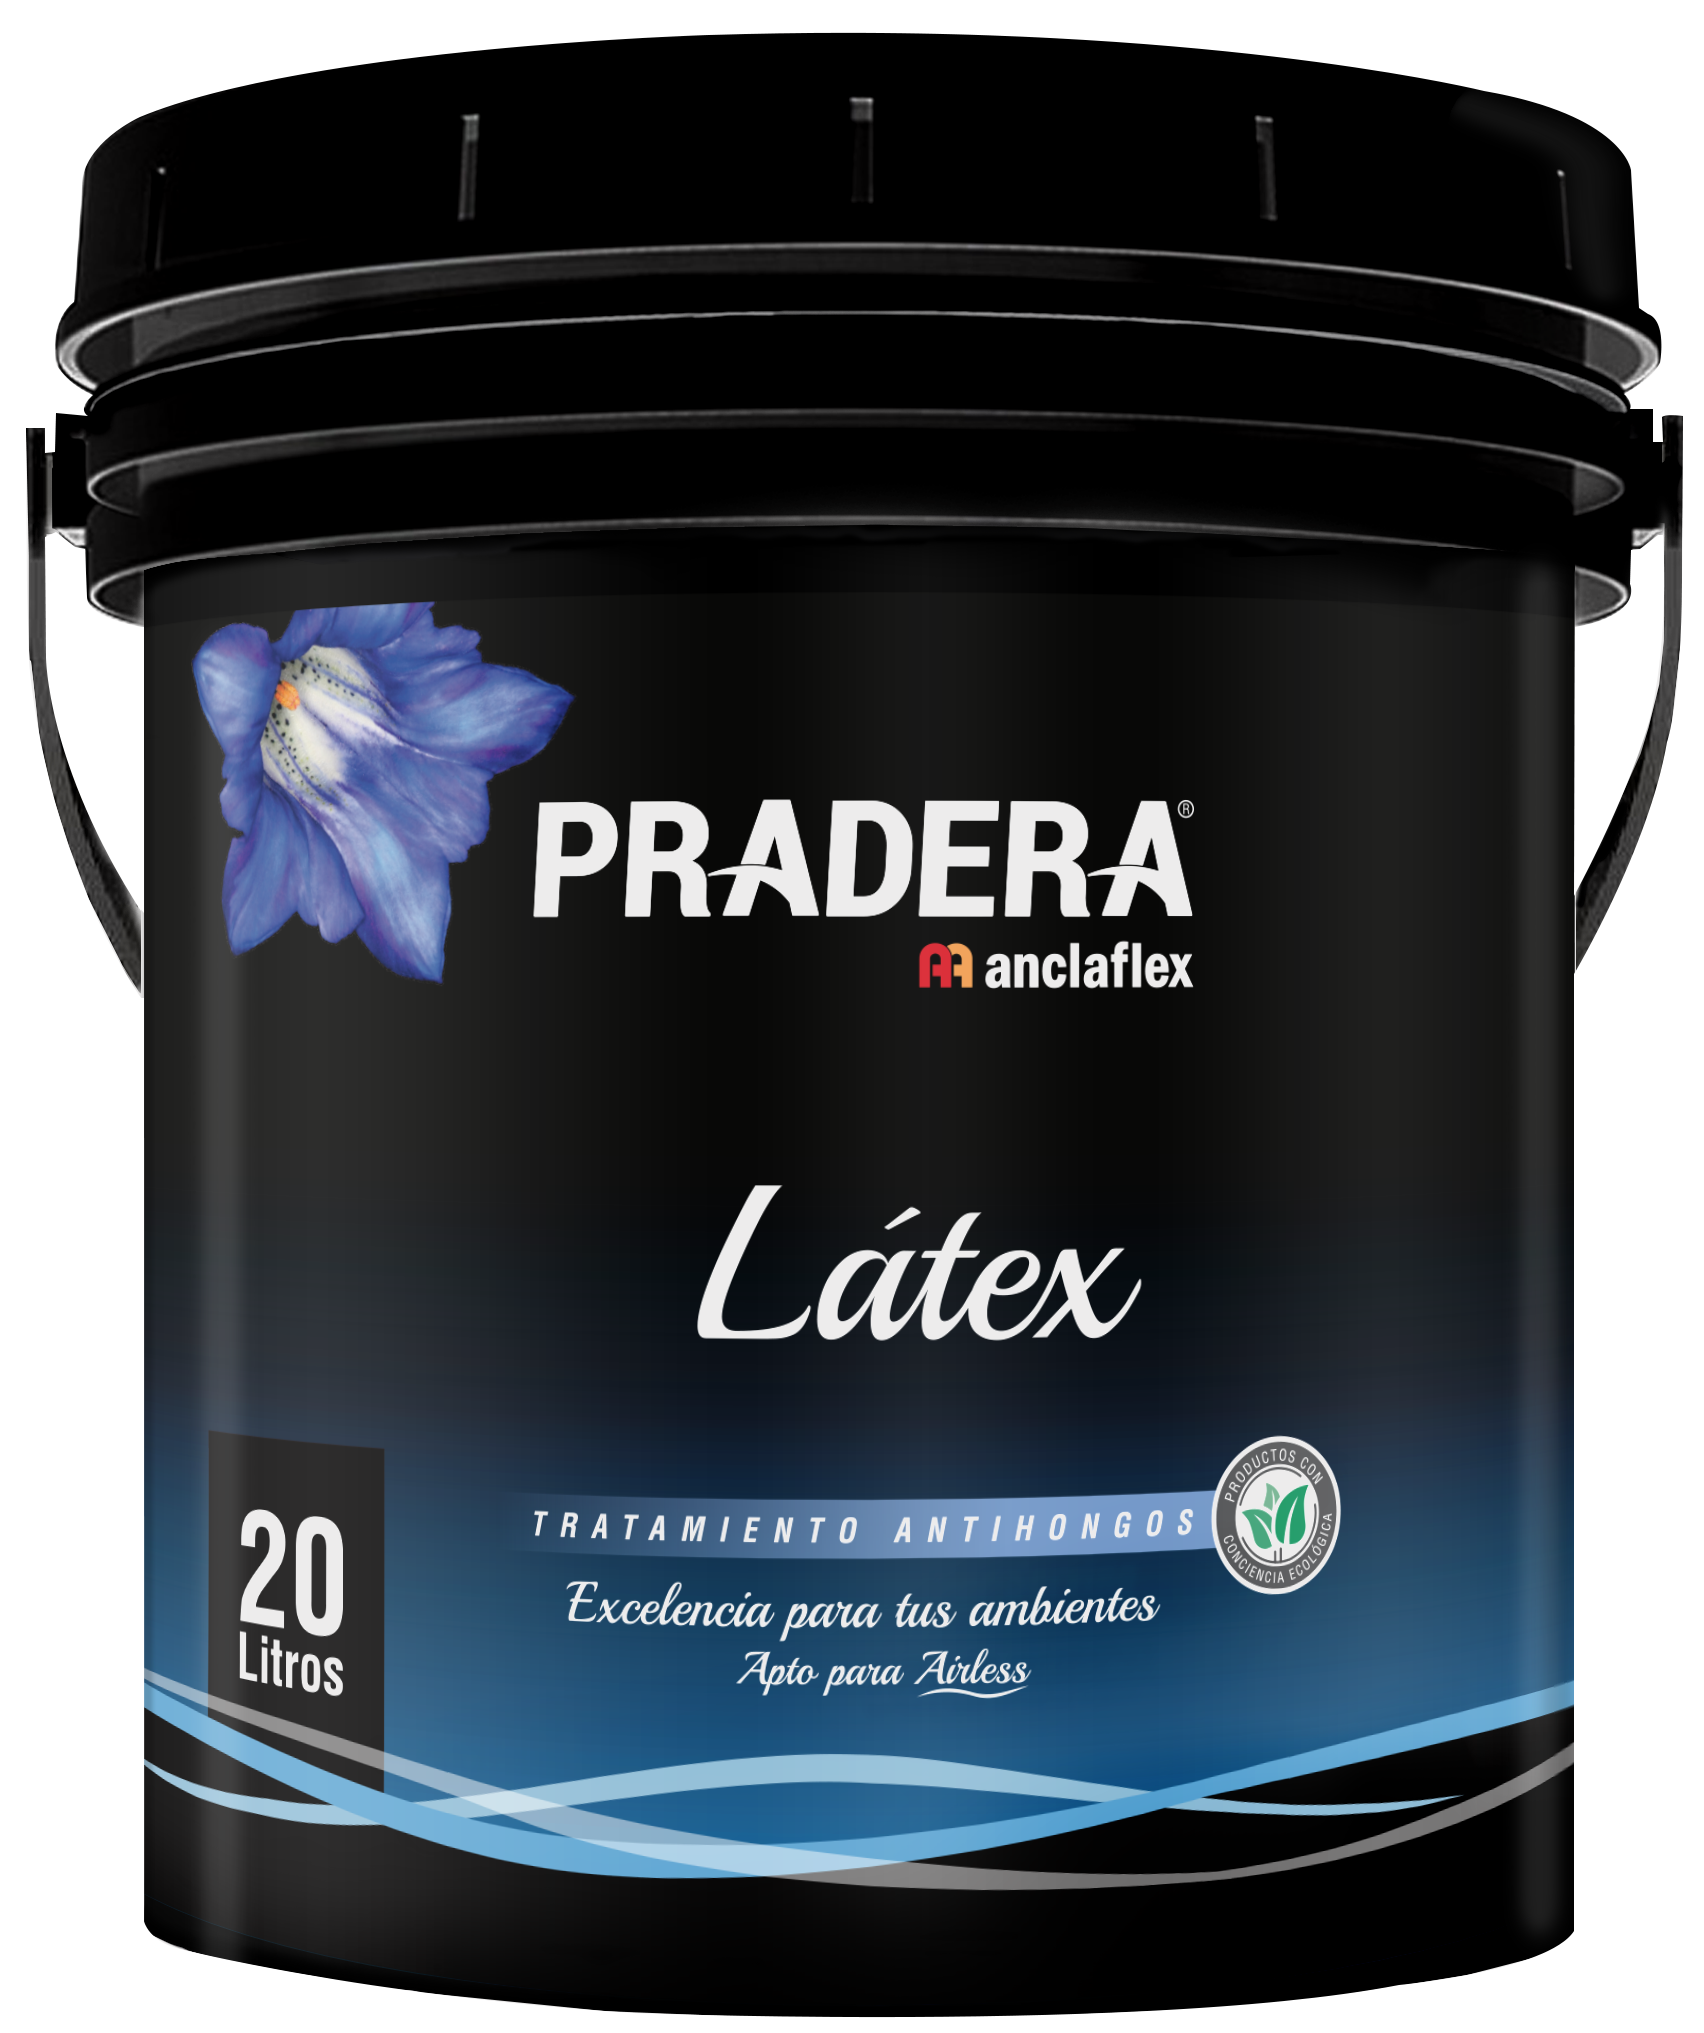 PRADERA®
anclaflex
Látex
TRATAMIENTO ANTIHONGOS
PRODUCTOS CON
CONCIENCIA ECOLÓGICA
20
Litros
Excelencia para tus ambientes
Apto para Airless